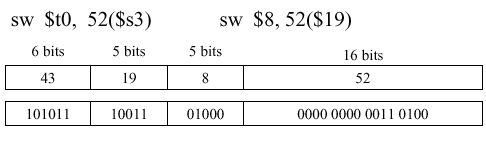 sw $t0, 52($s3) sw $8, 52($19)
6 bits 5 bits 5 bits 16 bits
43 19 8 52
101011 10011 01000 0000 0000 0011 0100